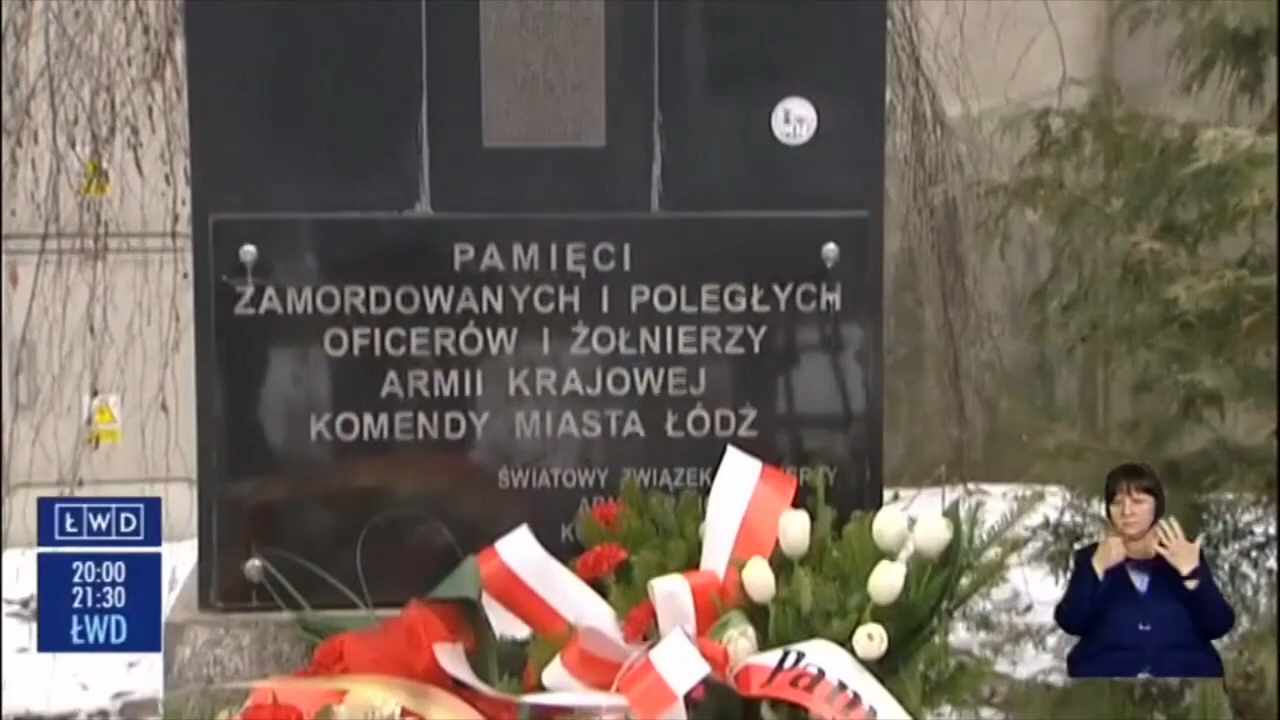 PAMIĘCI
ZAMORDOWANYCH I POLEGŁYCH
OFICERÓW I ŻOŁNIERZY
ARMII KRAJOWEJ
KOMENDY MIASTA ŁÓDŹ
ŚWIATOWY ZWIĄZEK
ŁWD
20:00
21:30
ŁWD